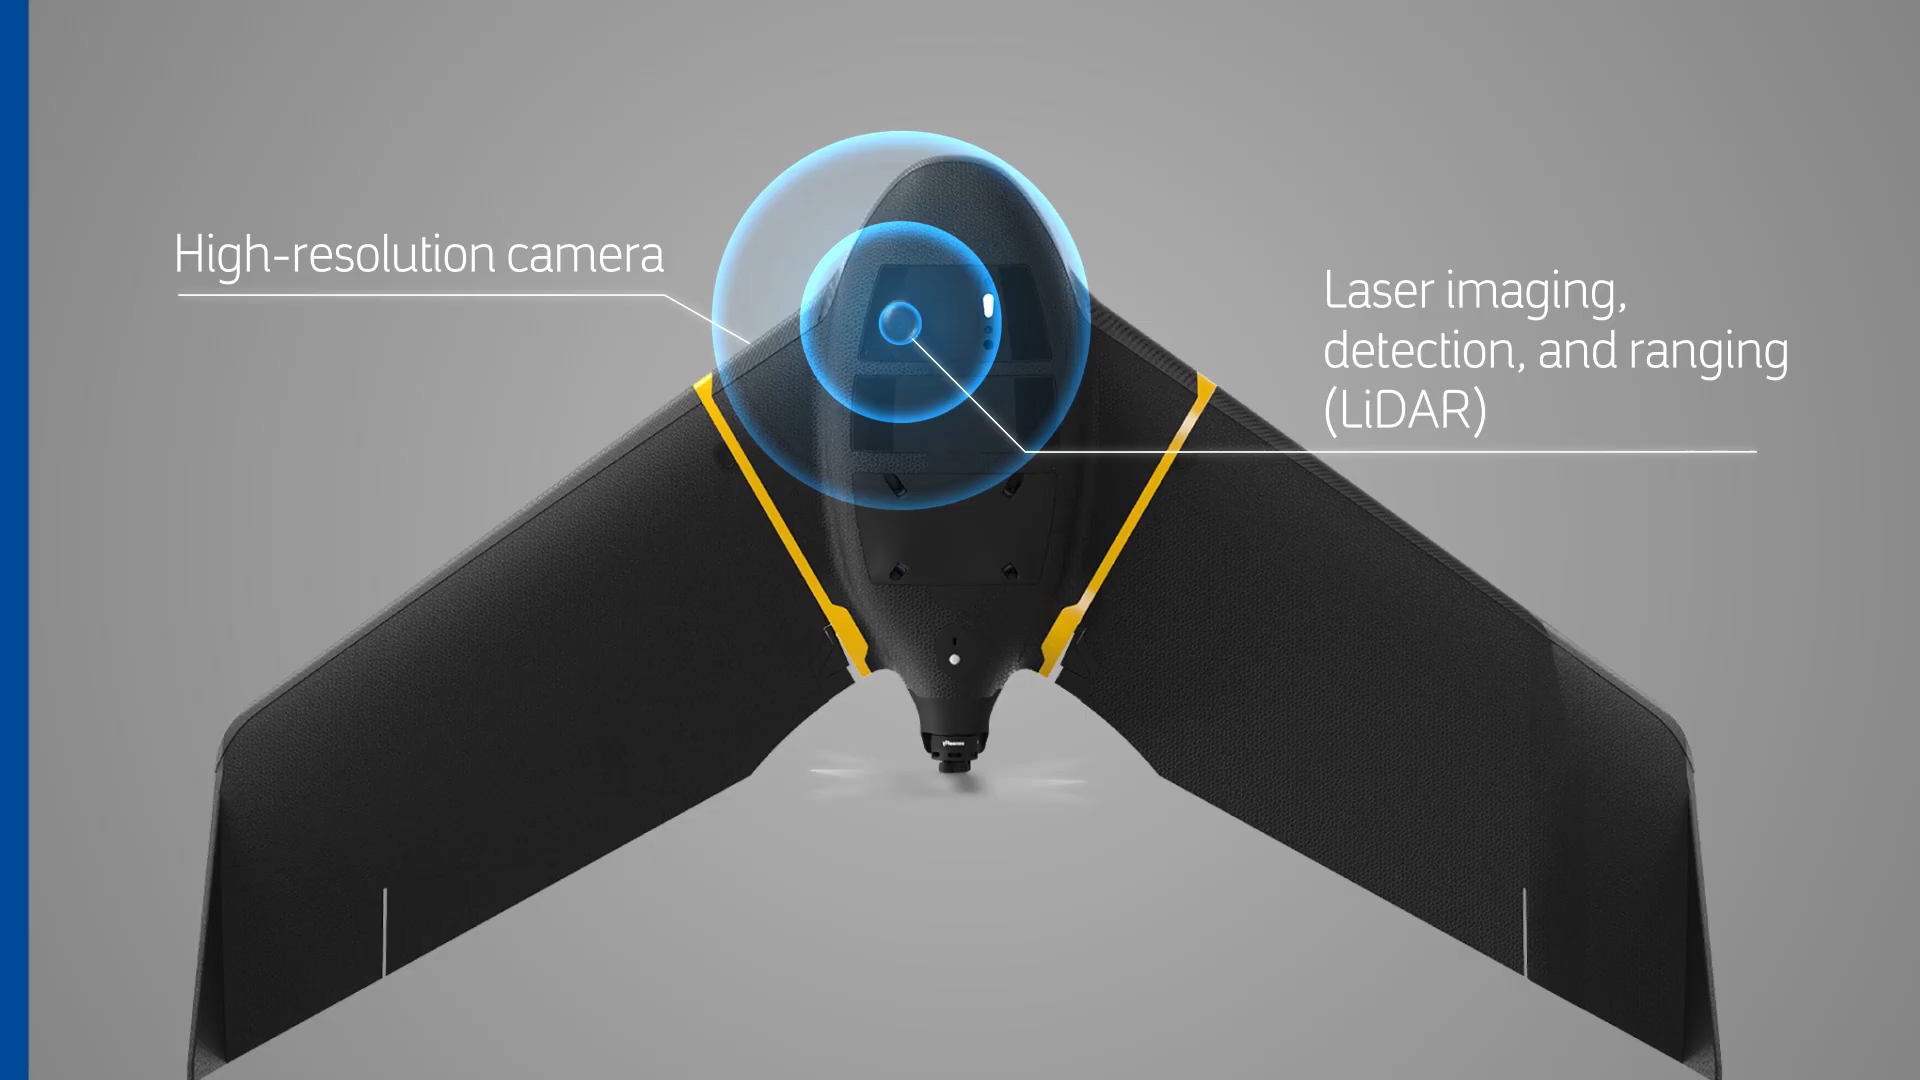 High-resolution camera
Laser imaging,
detection, and ranging
(LiDAR)